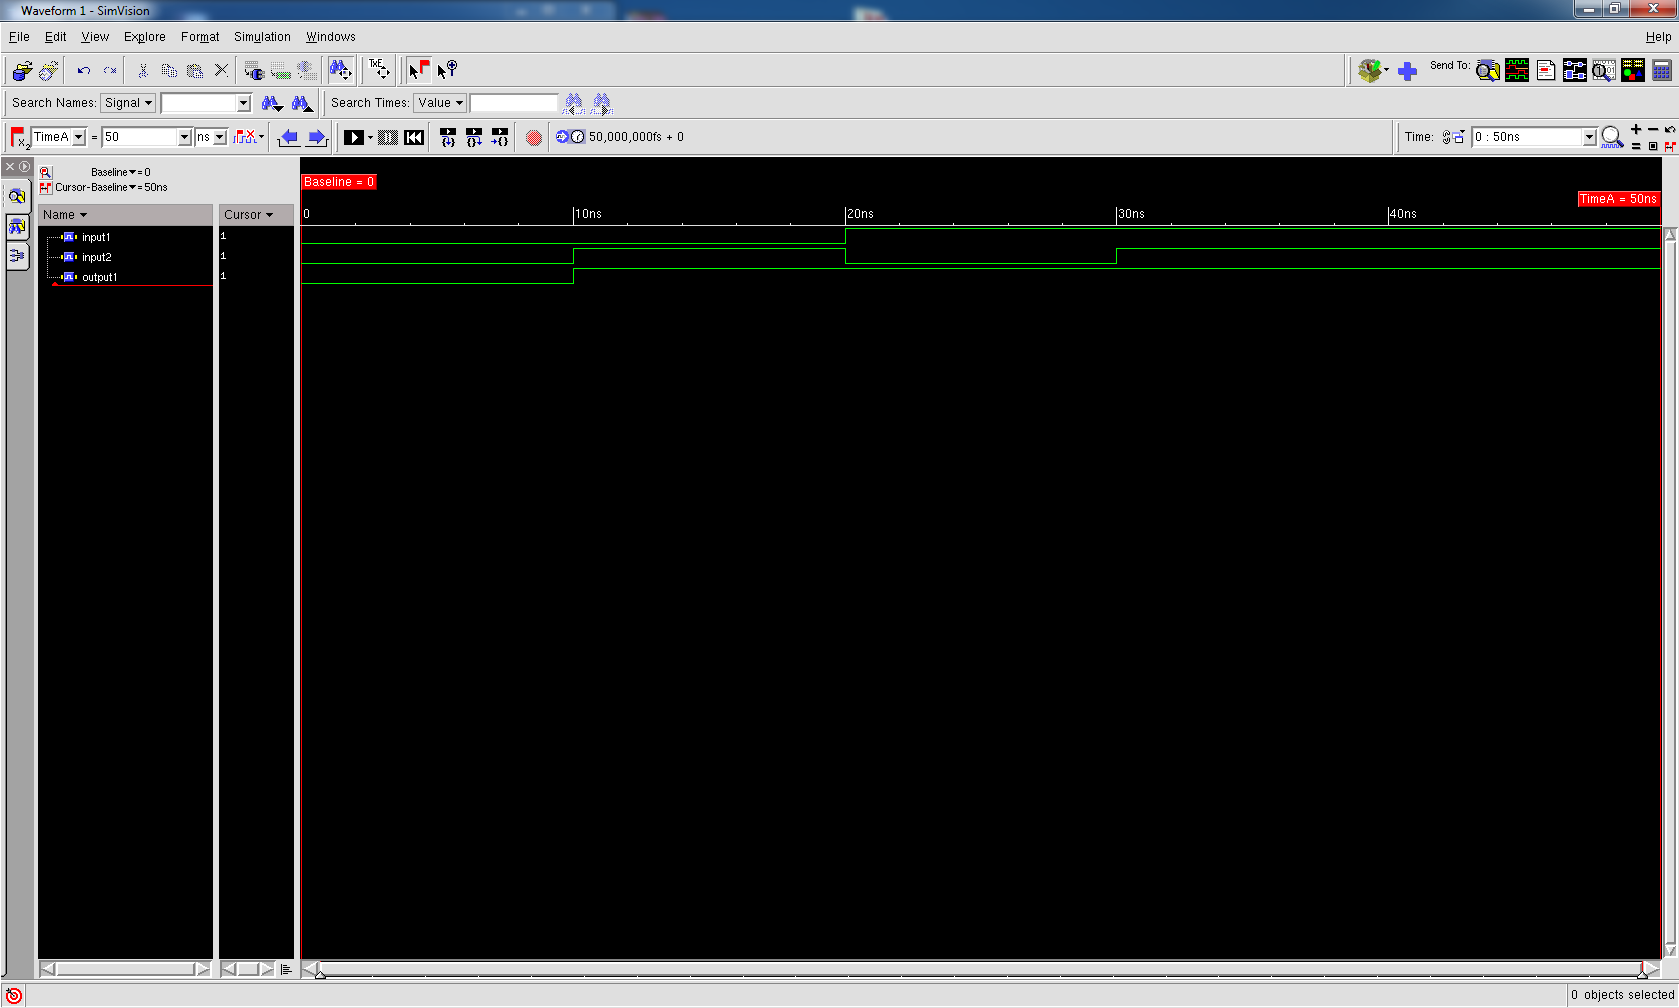 Waveform 1 - SimVision
File Edit View Explore Format Simulation Windows Help
TxE Send To:
Search Names: Signal Search Times: Value
TimeA = 50 ns 50,000,000fs + 0 Time: 0 : 50ns
Baseline = 0
Cursor-Baseline = 50ns
Baseline = 0
TimeA = 50ns
Name Cursor 0 10ns 20ns 30ns 40ns
input1 1
input2 1
output1 1
0 objects selected